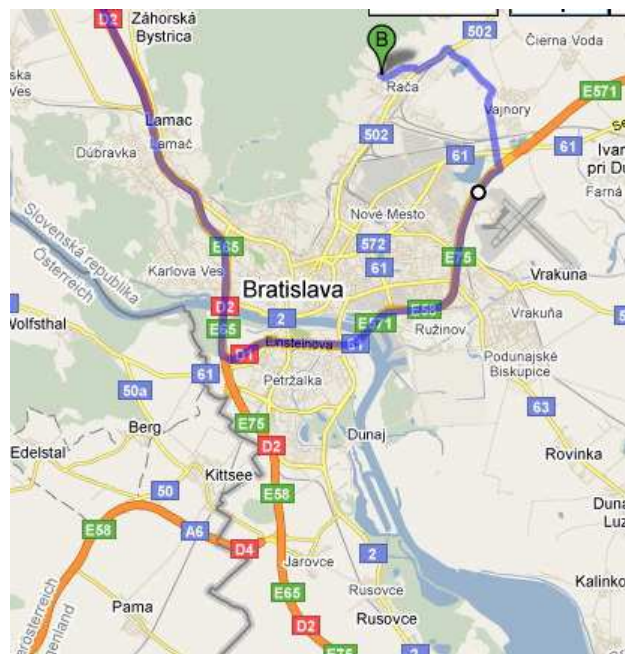 D2
Záhorská
Bystrica
502
Čierna Voda
B
Rača
E571
ska
Ves
Lamac
Lamač
Dúbravka
502
Vajnory
61
61
Se
Ivan
pri Du
Farná
Nové Mesto
Slovenská republika
Österreich
E65
572
E75
Karlova Ves
61
Vrakuna
Bratislava
D2
E65
2
E571
E58
Vrakuňa
Wolfsthal
Ružinov
Einsteinova
61
D1
61
Petržalka
Podunajské
Biskupice
50a
E75
63
Berg
D2
Dunaj
Edelstal
Rovinka
Kittsee
50
E58
E58
A6
Duna
Luz
D4
2
Jarovce
Kalinko
E65
Rusovce
Pama
D2
Rusovce
E75
2